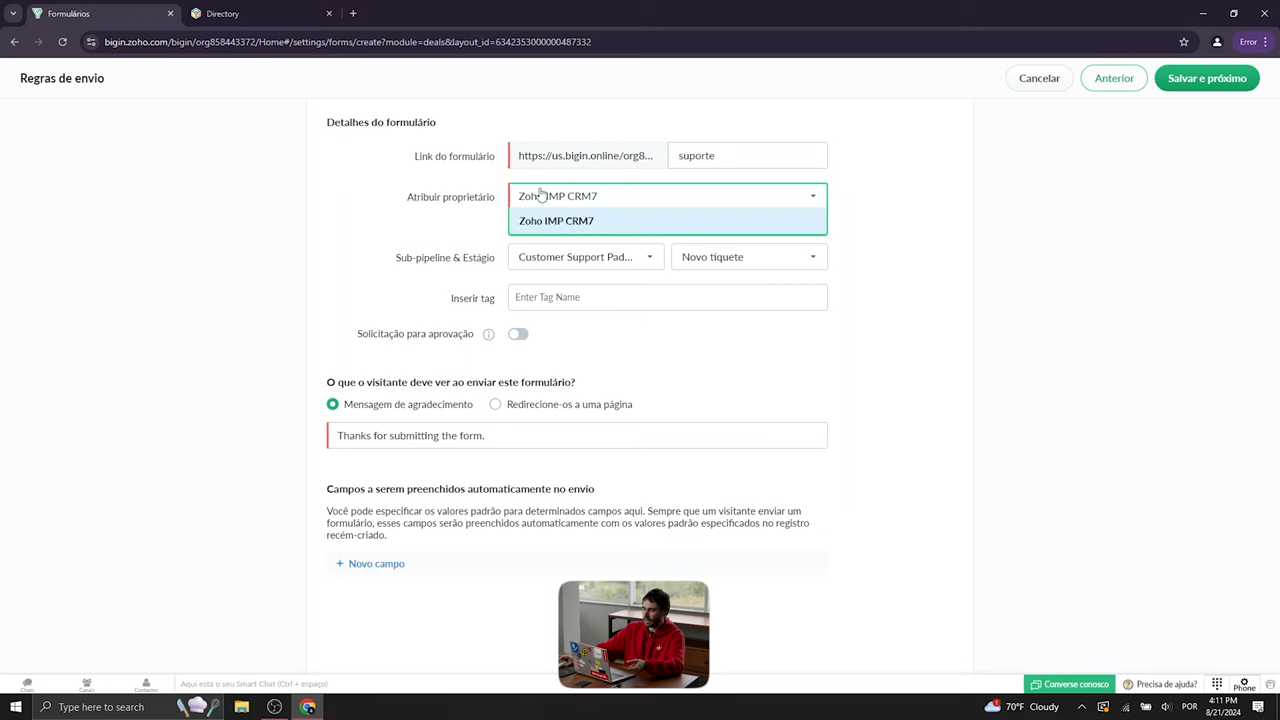 Formulários
Directory
bigin.zoho.com/bigin/org858443372/Home#/settings/forms/create?module=deals&layout_id=6342353000000487332
Error
Regras de envio
Cancelar
Anterior
Salvar e próximo
Detalhes do formulário
Link do formulário
https://us.bigin.online/org8...
suporte
Atribuir proprietário
Zoho IMP CRM7
Zoho IMP CRM7
Sub-pipeline & Estágio
Customer Support Pad...
Novo tíquete
Inserir tag
Enter Tag Name
Solicitação para aprovação
O que o visitante deve ver ao enviar este formulário?
Mensagem de agradecimento
Redirecione-os a uma página
Thanks for submitting the form.
Campos a serem preenchidos automaticamente no envio
Você pode especificar os valores padrão para determinados campos aqui. Sempre que um visitante enviar um
formulário, esses campos serão preenchidos automaticamente com os valores padrão especificados no registro
recém-criado.
+ Novo campo
Chats
Canais
Contactos
Aqui está o seu Smart Chat (Ctrl + espaço)
Converse conosco
Precisa de ajuda?
Phone
Type here to search
70°F Cloudy
POR
4:11 PM
8/21/2024